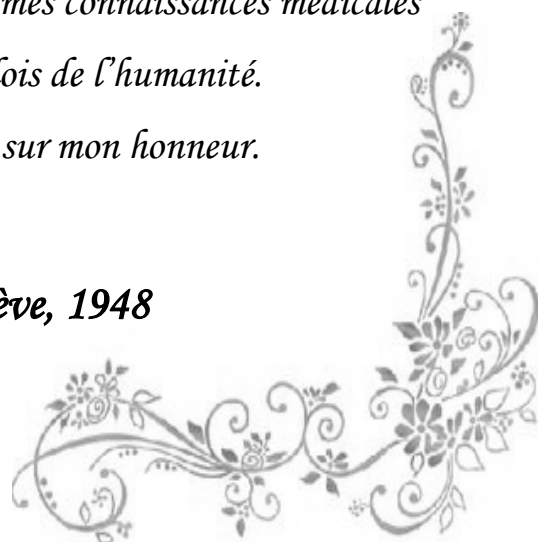 mes connaissances médicales
lois de l'humanité.
sur mon honneur.
ève, 1948